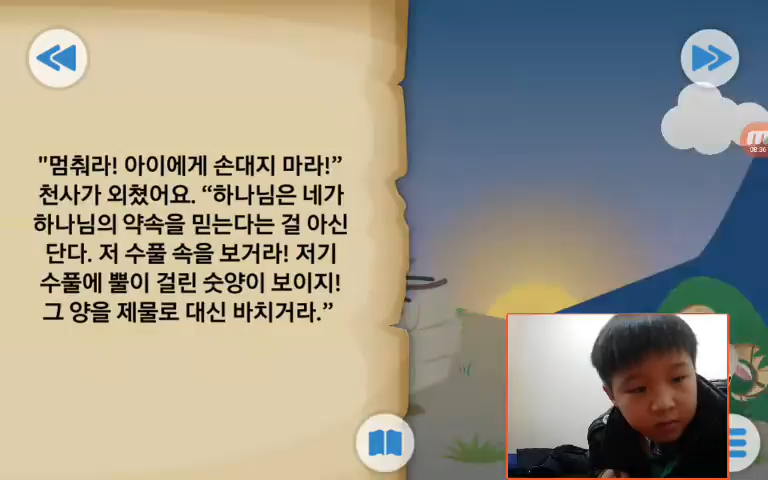 "멈춰라! 아이에게 손대지 마라!”
천사가 외쳤어요. “하나님은 네가
하나님의 약속을 믿는다는 걸 아신
단다. 저 수풀 속을 보거라! 저기
수풀에 뿔이 걸린 숫양이 보이지!
그 양을 제물로 대신 바치거라.”
08:36